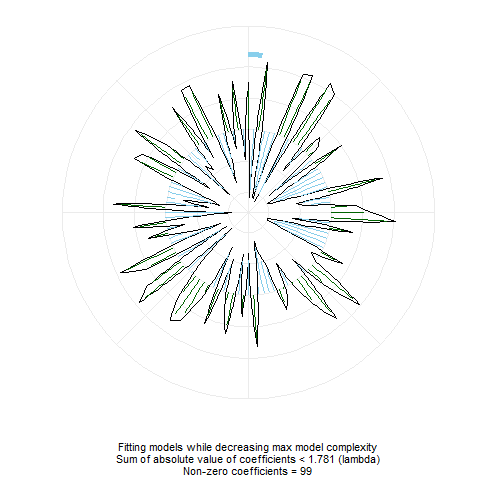 Fitting models while decreasing max model complexity
Sum of absolute value of coefficients < 1.781 (lambda)
Non-zero coefficients = 99